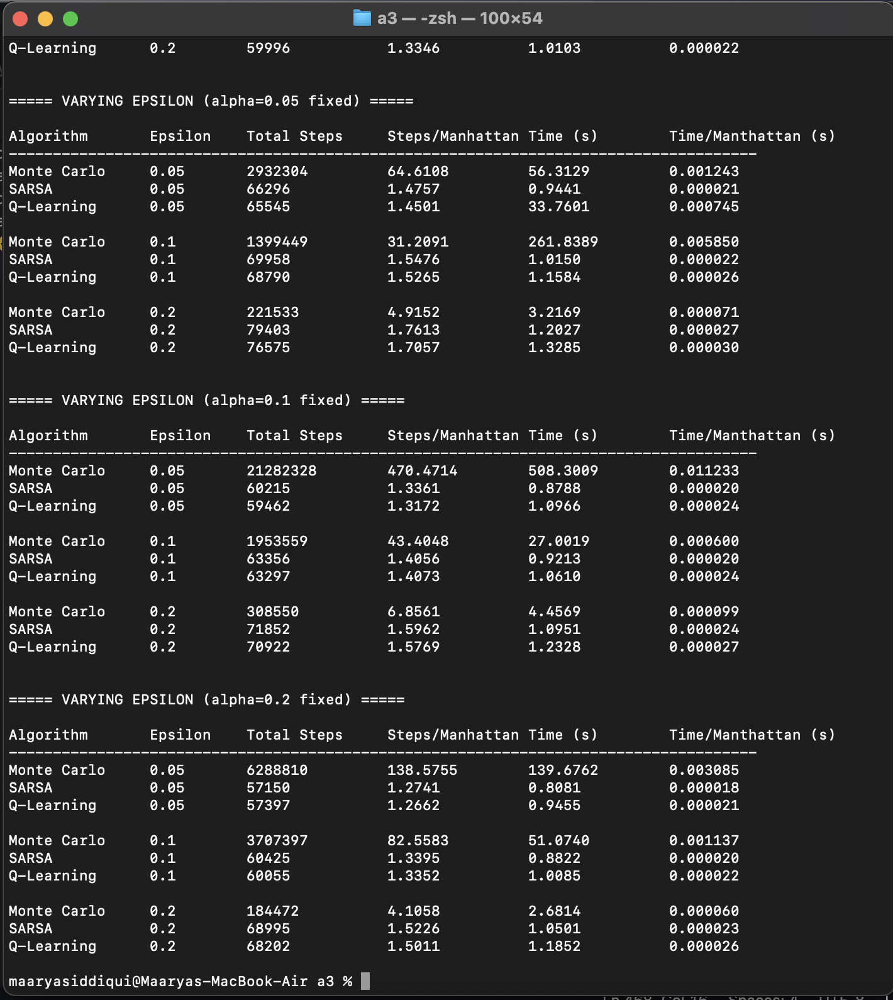 a3 — -zsh — 100×54
Q-Learning 0.2 59996 1.3346 1.0103 0.000022
===== VARYING EPSILON (alpha=0.05 fixed) =====
Algorithm Epsilon Total Steps Steps/Manhattan Time (s) Time/Manthattan (s)
-------------------------------------------------------------------------------------
Monte Carlo 0.05 2932304 64.6108 56.3129 0.001243
SARSA 0.05 66296 1.4757 0.9441 0.000021
Q-Learning 0.05 65545 1.4501 33.7601 0.000745
Monte Carlo 0.1 1399449 31.2091 261.8389 0.005850
SARSA 0.1 69958 1.5476 1.0150 0.000022
Q-Learning 0.1 68790 1.5265 1.1584 0.000026
Monte Carlo 0.2 221533 4.9152 3.2169 0.000071
SARSA 0.2 79403 1.7613 1.2027 0.000027
Q-Learning 0.2 76575 1.7057 1.3285 0.000030
===== VARYING EPSILON (alpha=0.1 fixed) =====
Algorithm Epsilon Total Steps Steps/Manhattan Time (s) Time/Manthattan (s)
-------------------------------------------------------------------------------------
Monte Carlo 0.05 21282328 470.4714 508.3009 0.011233
SARSA 0.05 60215 1.3361 0.8788 0.000020
Q-Learning 0.05 59462 1.3172 1.0966 0.000024
Monte Carlo 0.1 1953559 43.4048 27.0019 0.000600
SARSA 0.1 63356 1.4056 0.9213 0.000020
Q-Learning 0.1 63297 1.4073 1.0610 0.000024
Monte Carlo 0.2 308550 6.8561 4.4569 0.000099
SARSA 0.2 71852 1.5962 1.0951 0.000024
Q-Learning 0.2 70922 1.5769 1.2328 0.000027
===== VARYING EPSILON (alpha=0.2 fixed) =====
Algorithm Epsilon Total Steps Steps/Manhattan Time (s) Time/Manthattan (s)
-------------------------------------------------------------------------------------
Monte Carlo 0.05 6288810 138.5755 139.6762 0.003085
SARSA 0.05 57150 1.2741 0.8081 0.000018
Q-Learning 0.05 57397 1.2662 0.9455 0.000021
Monte Carlo 0.1 3707397 82.5583 51.0740 0.001137
SARSA 0.1 60425 1.3395 0.8822 0.000020
Q-Learning 0.1 60055 1.3352 1.0085 0.000022
Monte Carlo 0.2 184472 4.1058 2.6814 0.000060
SARSA 0.2 68995 1.5226 1.0501 0.000023
Q-Learning 0.2 68202 1.5011 1.1852 0.000026
maaryasiddiqui@Maaryas-MacBook-Air a3 %